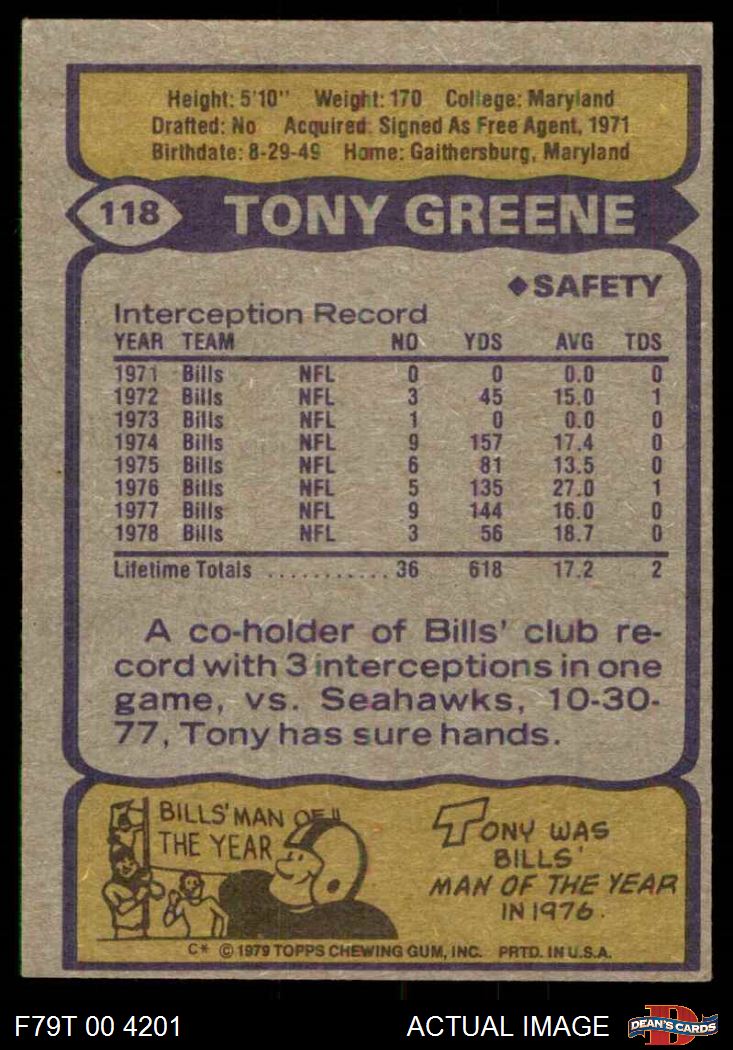 Height: 5'10" Weight: 170 College: Maryland
Drafted: No Acquired: Signed As Free Agent, 1971
Birthdate: 8-29-49 Home: Gaithersburg, Maryland
118 TONY GREENE
◆SAFETY
Interception Record
YEAR TEAM NO YDS AVG TDS
1971 Bills NFL 0 0 0.0 0
1972 Bills NFL 3 45 15.0 1
1973 Bills NFL 1 0 0.0 0
1974 Bills NFL 9 157 17.4 0
1975 Bills NFL 6 81 13.5 0
1976 Bills NFL 5 135 27.0 1
1977 Bills NFL 9 144 16.0 0
1978 Bills NFL 3 56 18.7 0
Lifetime Totals ........... 36 618 17.2 2
A co-holder of Bills' club re-
cord with 3 interceptions in one
game, vs. Seahawks, 10-30-
77, Tony has sure hands.
BILLS' MAN OF
THE YEAR
TONY WAS
BILLS'
MAN OF THE YEAR
IN 1976.
C* © 1979 TOPPS CHEWING GUM, INC. PRTD. IN U.S.A.
F79T 00 4201 ACTUAL IMAGE DEAN'S CARDS